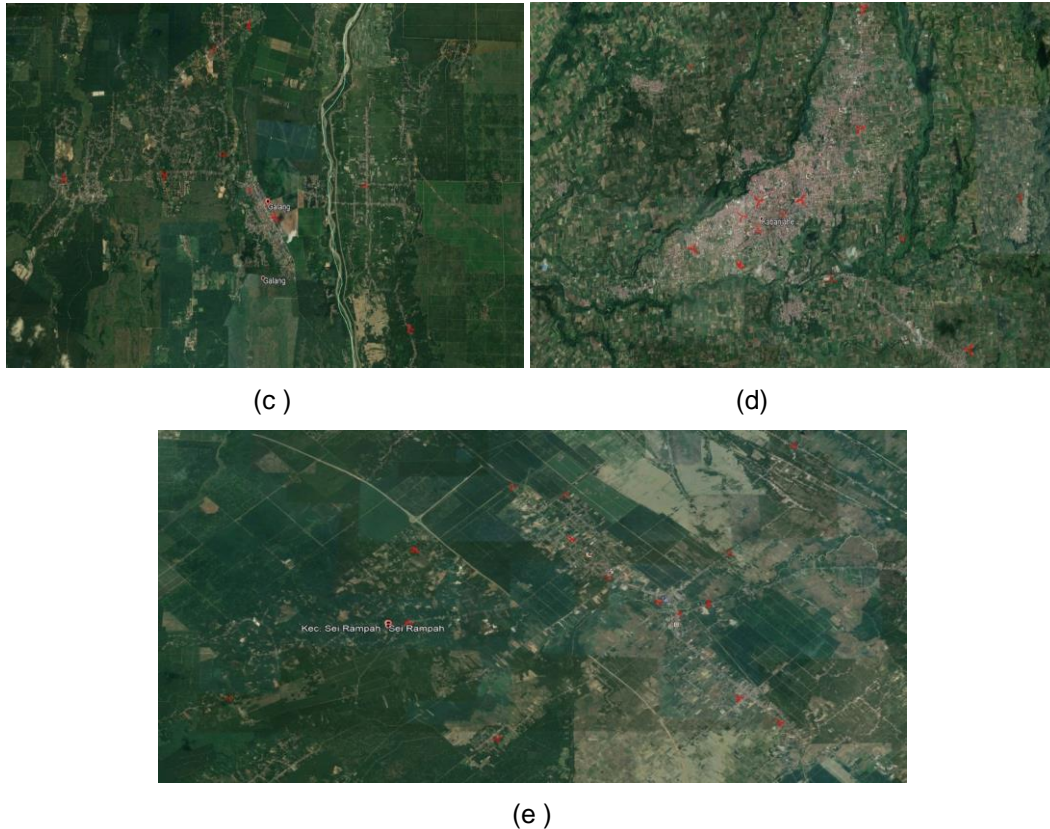 Galang
Galang
(c )
(d)
Kec. Sei Rampah Sei Rampah
(e )